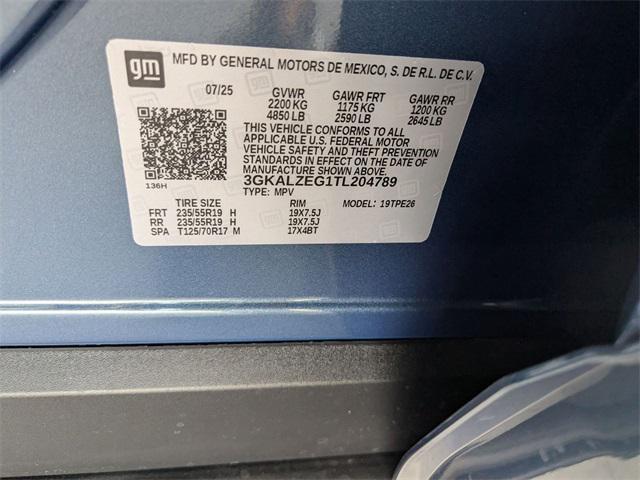 gm
MFD BY GENERAL MOTORS DE MEXICO, S. DE R.L. DE C.V.
07/25 GVWR GAWR FRT GAWR RR
2200 KG 1175 KG 1200 KG
4850 LB 2590 LB 2645 LB
THIS VEHICLE CONFORMS TO ALL
APPLICABLE U.S. FEDERAL MOTOR
VEHICLE SAFETY AND THEFT PREVENTION
STANDARDS IN EFFECT ON THE DATE OF
MANUFACTURE SHOWN ABOVE.
3GKALZEG1TL204789
136H TYPE: MPV MODEL: 19TPE26
TIRE SIZE RIM
FRT 235/55R19 H 19X7.5J
RR 235/55R19 H 19X7.5J
SPA T125/70R17 M 17X4BT